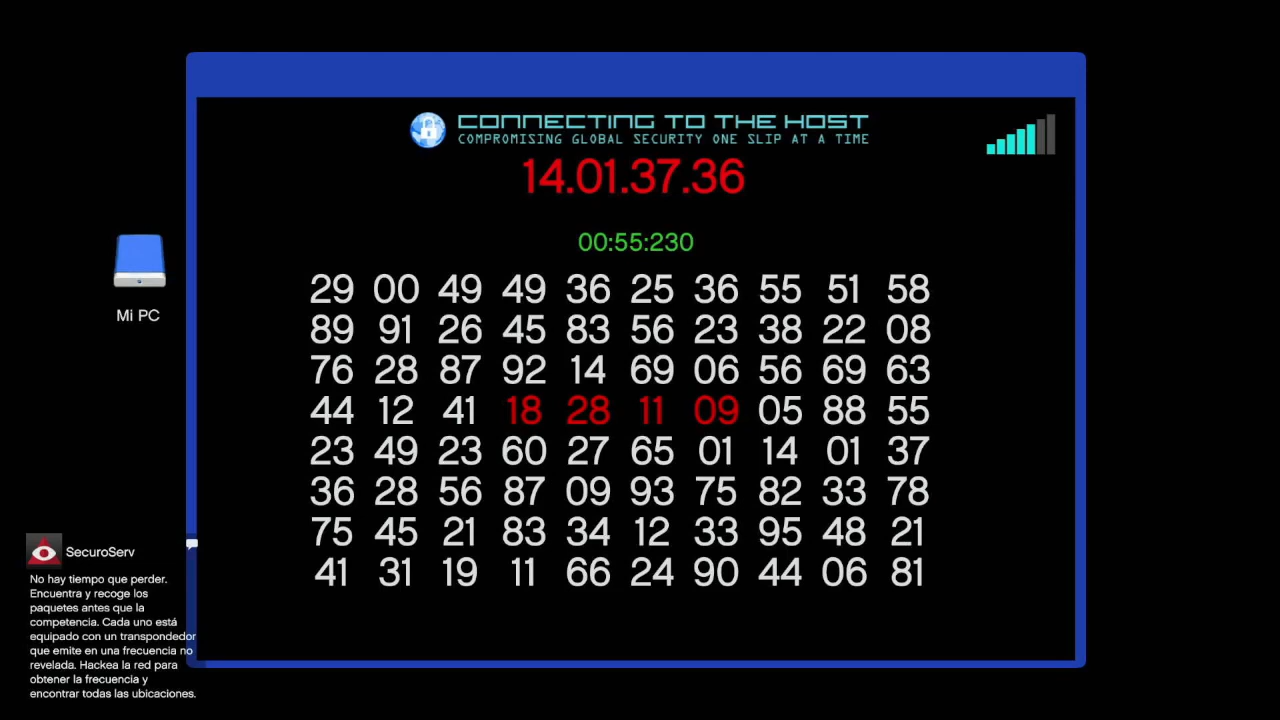 CONNECTING TO THE HOST
COMPROMISING GLOBAL SECURITY ONE SLIP AT A TIME
14.01.37.36
00:55:230
29 00 49 49 36 25 36 55 51 58
89 91 26 45 83 56 23 38 22 08
76 28 87 92 14 69 06 56 69 63
44 12 41 18 28 11 09 05 88 55
23 49 23 60 27 65 01 14 01 37
36 28 56 87 09 93 75 82 33 78
75 45 21 83 34 12 33 95 48 21
41 31 19 11 66 24 90 44 06 81
Mi PC
SecuroServ
No hay tiempo que perder.
Encuentra y recoge los
paquetes antes que la
competencia. Cada uno está
equipado con un transpondedor
que emite en una frecuencia no
revelada. Hackea la red para
obtener la frecuencia y
encontrar todas las ubicaciones.